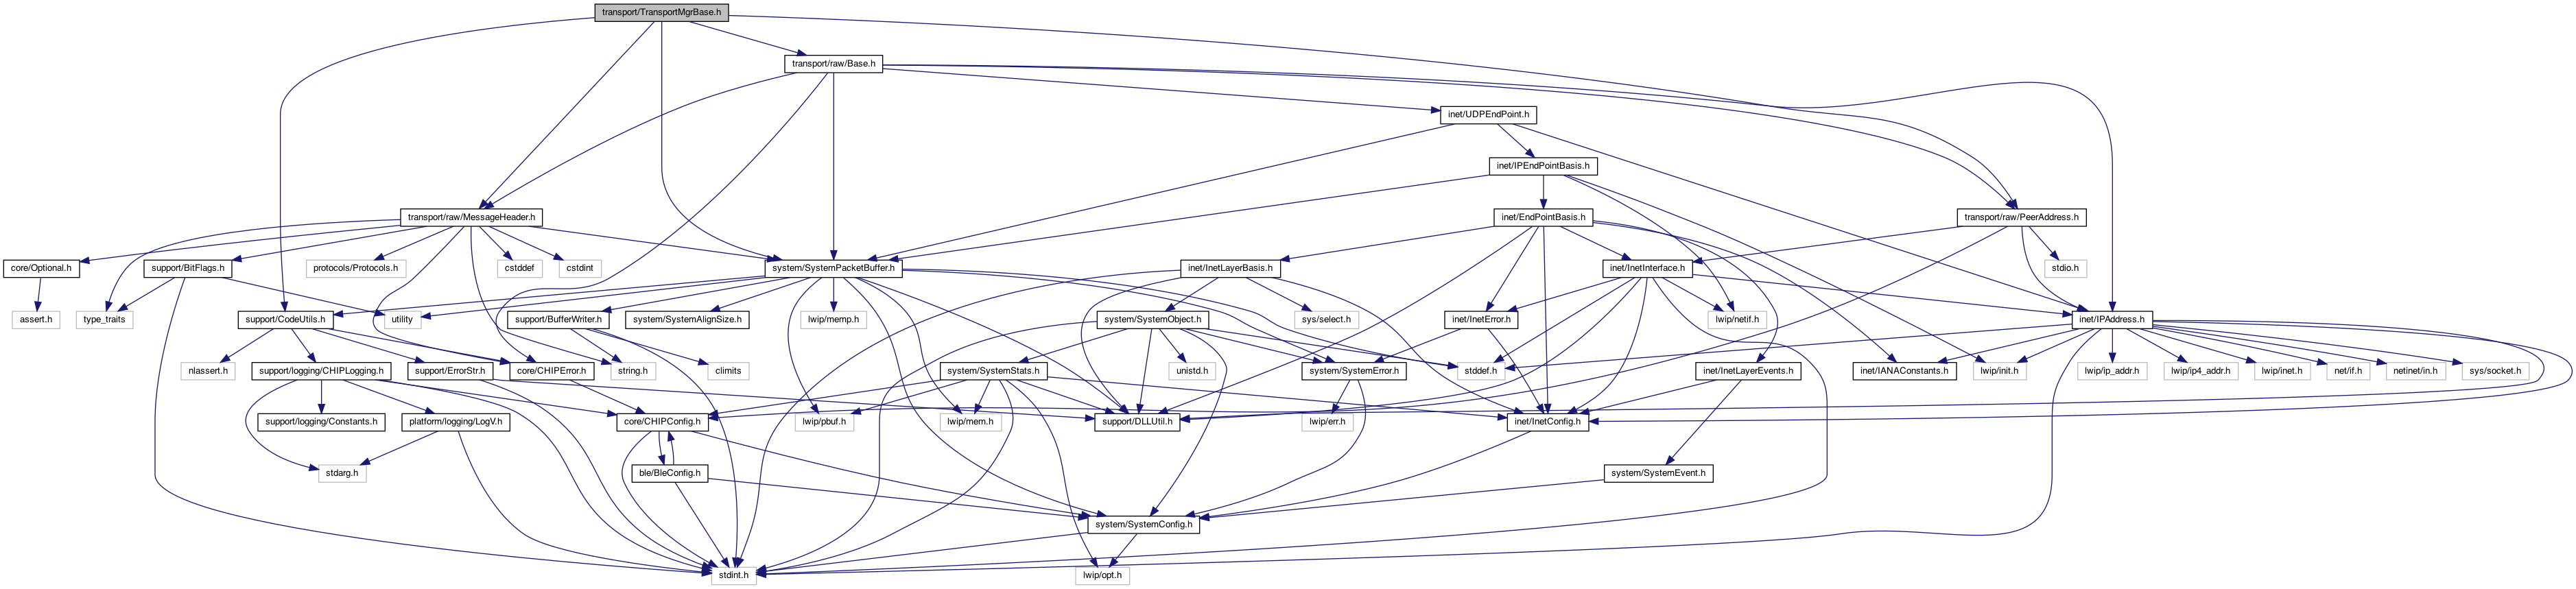 transport/TransportMgrBase.h
transport/raw/Base.h
inet/UDPEndPoint.h
inet/IPEndPointBasis.h
transport/raw/MessageHeader.h
inet/EndPointBasis.h
transport/raw/PeerAddress.h
core/Optional.h
support/BitFlags.h
protocols/Protocols.h
cstddef
cstdint
system/SystemPacketBuffer.h
inet/InetLayerBasis.h
inet/InetInterface.h
stdio.h
assert.h
type_traits
support/CodeUtils.h
utility
support/BufferWriter.h
system/SystemAlignSize.h
lwip/memp.h
system/SystemObject.h
sys/select.h
inet/InetError.h
lwip/netif.h
inet/IPAddress.h
nlassert.h
support/logging/CHIPLogging.h
support/ErrorStr.h
core/CHIPError.h
string.h
climits
system/SystemStats.h
unistd.h
system/SystemError.h
stddef.h
inet/InetLayerEvents.h
inet/IANAConstants.h
lwip/init.h
lwip/ip_addr.h
lwip/ip4_addr.h
lwip/inet.h
net/if.h
netinet/in.h
sys/socket.h
support/logging/Constants.h
platform/logging/LogV.h
core/CHIPConfig.h
lwip/pbuf.h
lwip/mem.h
support/DLLUtil.h
lwip/err.h
inet/InetConfig.h
stdarg.h
ble/BleConfig.h
system/SystemEvent.h
system/SystemConfig.h
stdint.h
lwip/opt.h